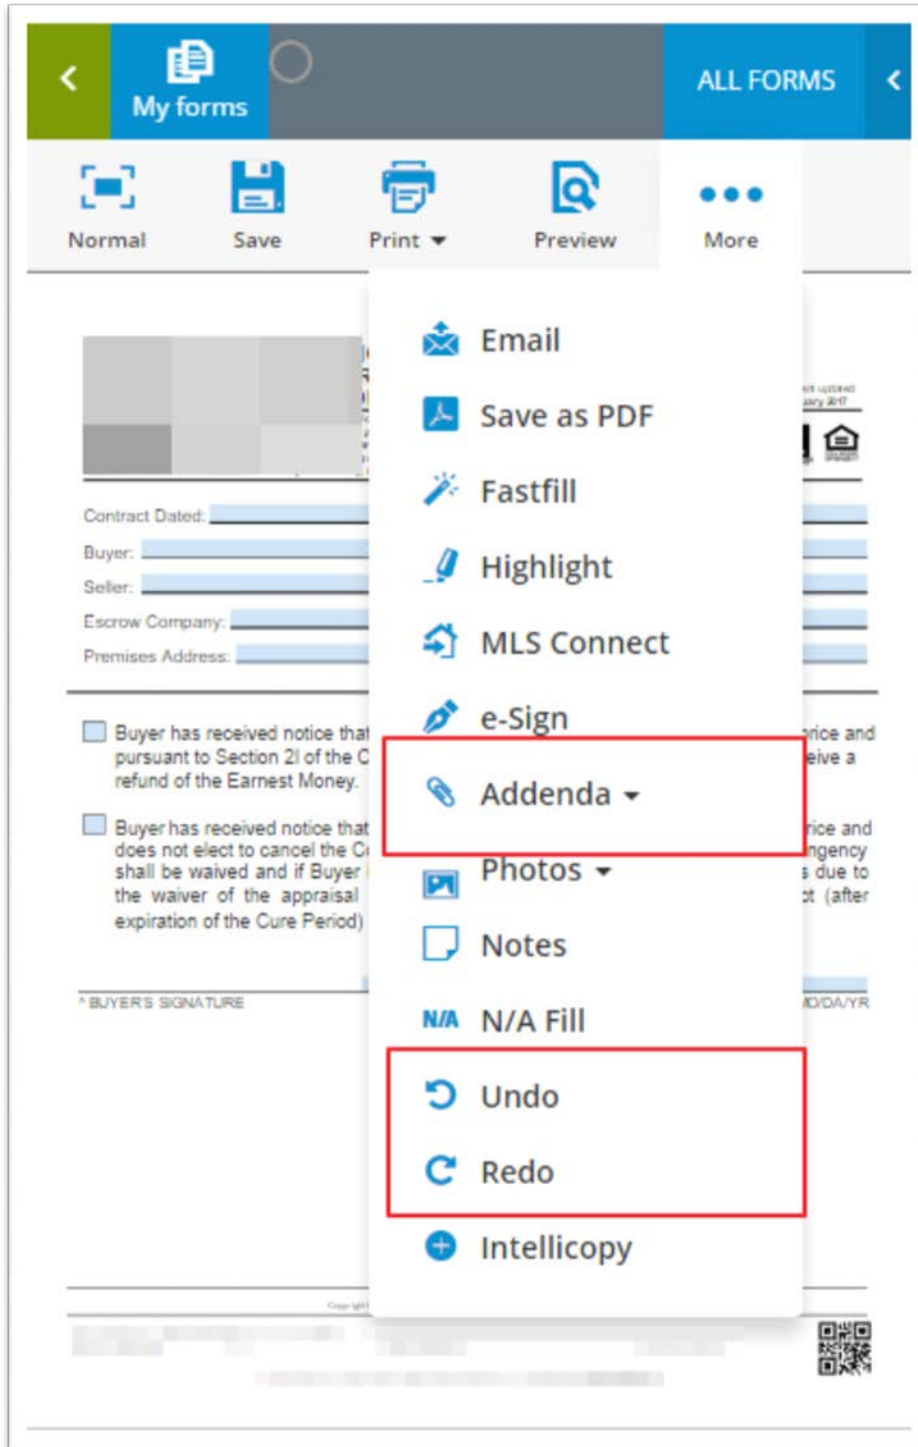 My forms
ALL FORMS
Normal
Save
Print
Preview
More
Email
Save as PDF
Fastfill
Highlight
MLS Connect
e-Sign
Addenda
Photos
Notes
N/A N/A Fill
Undo
Redo
Intellicopy
Contract Dated:
Buyer:
Seller:
Escrow Company:
Premises Address:
Buyer has received notice that price and
pursuant to Section 2l of the
refund of the Earnest Money.
Buyer has received notice that and
does not elect to cancel the
shall be waived and if Buyer due to
the waiver of the appraisal (after
expiration of the Cure Period)
^ BUYER'S SIGNATURE MO/DA/YR